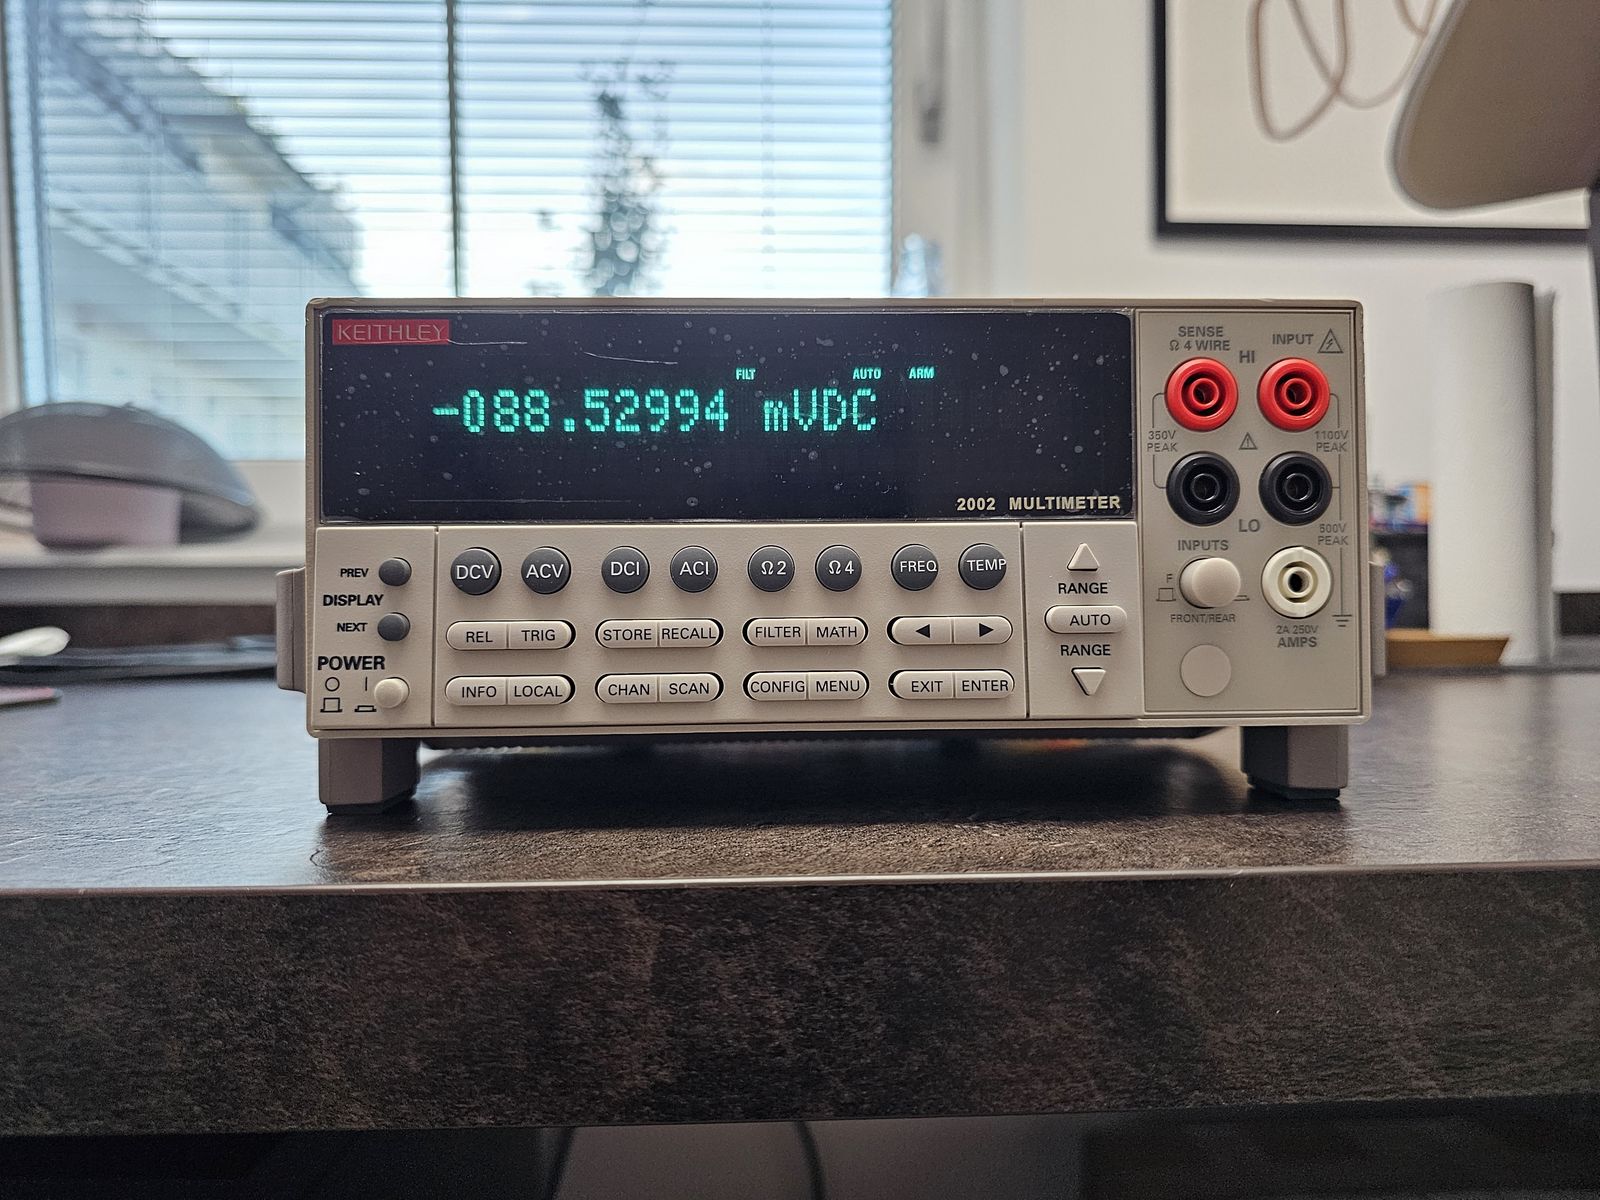 KEITHLEY
FILT AUTO ARM
-088.52994 mVDC
2002 MULTIMETER
SENSE
Ω 4 WIRE
INPUT
HI
350V
PEAK
1100V
PEAK
LO
500V
PEAK
INPUTS
F
FRONT/REAR
2A 250V
AMPS
PREV
DISPLAY
NEXT
POWER
DCV ACV DCI ACI Ω2 Ω4 FREQ TEMP
REL TRIG STORE RECALL FILTER MATH
INFO LOCAL CHAN SCAN CONFIG MENU EXIT ENTER
RANGE
AUTO
RANGE